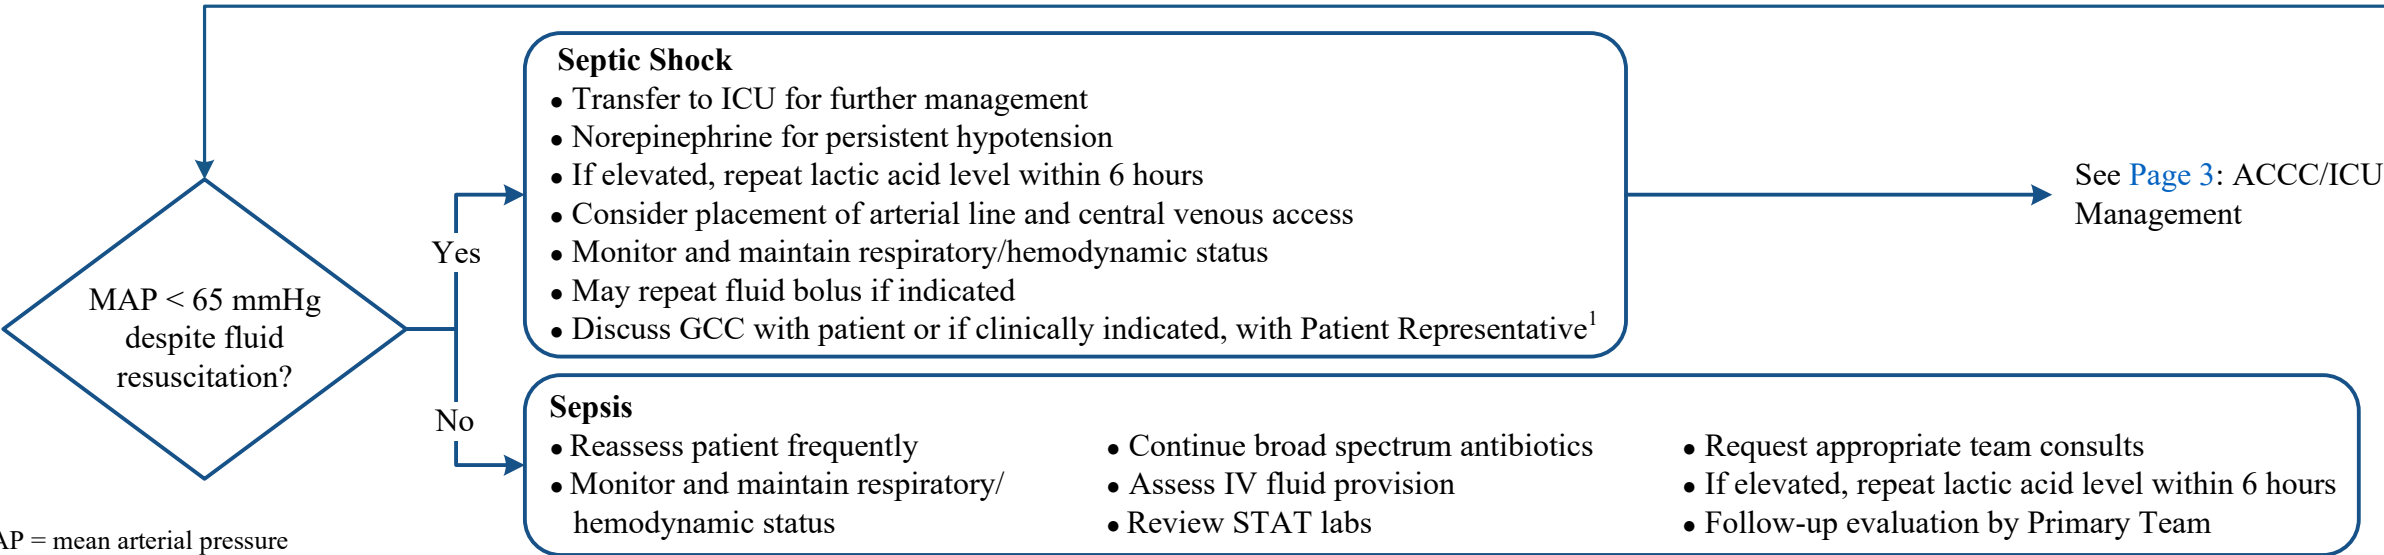 Septic Shock
• Transfer to ICU for further management
• Norepinephrine for persistent hypotension
• If elevated, repeat lactic acid level within 6 hours
• Consider placement of arterial line and central venous access
• Monitor and maintain respiratory/hemodynamic status
• May repeat fluid bolus if indicated
• Discuss GCC with patient or if clinically indicated, with Patient Representative1
See Page 3: ACCC/ICU
Management
Yes
MAP < 65 mmHg
despite fluid
resuscitation?
No
Sepsis
• Reassess patient frequently
• Monitor and maintain respiratory/
hemodynamic status
• Continue broad spectrum antibiotics
• Assess IV fluid provision
• Review STAT labs
• Request appropriate team consults
• If elevated, repeat lactic acid level within 6 hours
• Follow-up evaluation by Primary Team
AP = mean arterial pressure